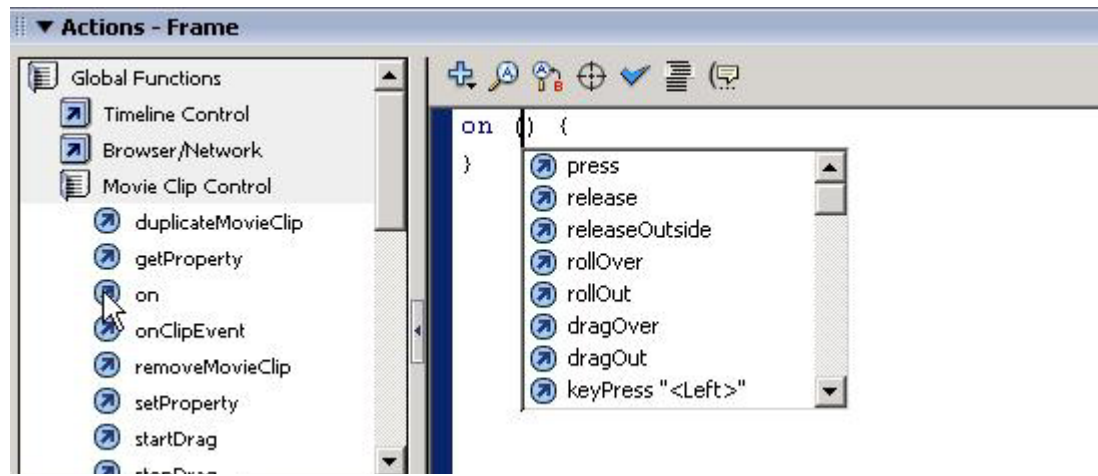 Actions - Frame
Global Functions
Timeline Control
Browser/Network
Movie Clip Control
duplicateMovieClip
getProperty
on
onClipEvent
removeMovieClip
setProperty
startDrag
stopDrag
on () {
}
press
release
releaseOutside
rollOver
rollOut
dragOver
dragOut
keyPress "<Left>"